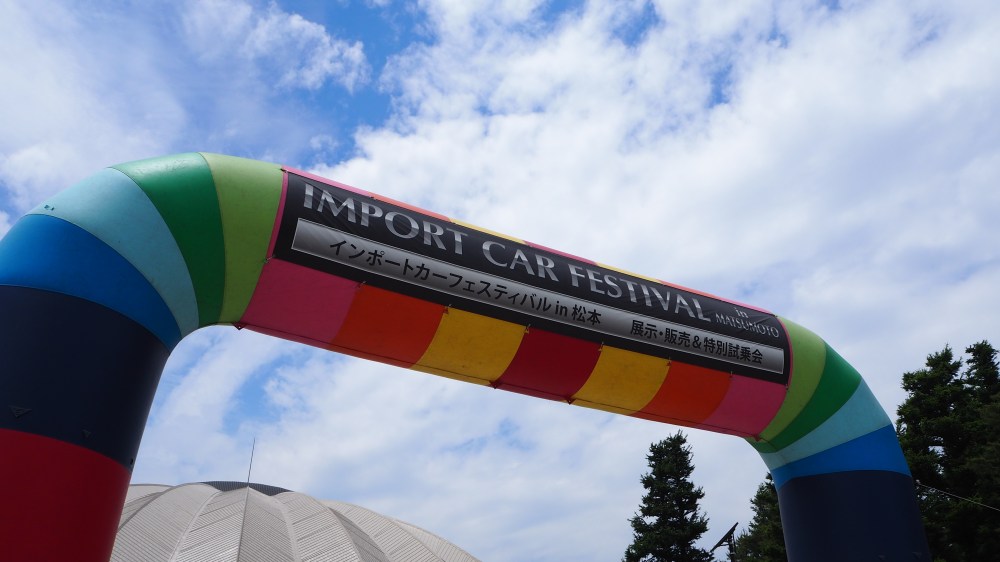 IMPORT CAR FESTIVAL in MATSUMOTO
インポートカーフェスティバル in 松本 展示・販売&特別試乗会